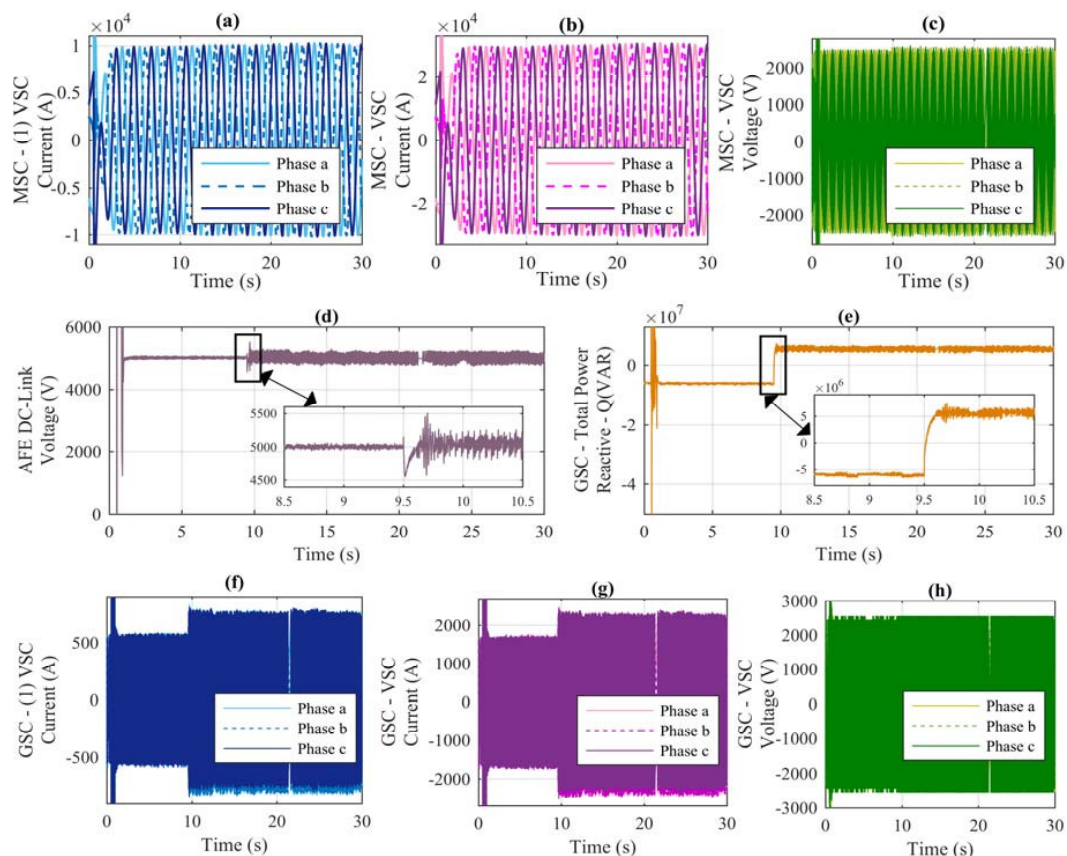 (a)
×10⁴
MSC - (1) VSC
Current (A)
1
0.5
0
-0.5
-1
Phase a
Phase b
Phase c
0 10 20 30
Time (s)
(b)
×10⁴
MSC - VSC
Current (A)
2
0
-2
Phase a
Phase b
Phase c
0 10 20 30
Time (s)
(c)
MSC - VSC
Voltage (V)
2000
1000
0
-1000
-2000
Phase a
Phase b
Phase c
0 10 20 30
Time (s)
(d)
AFE DC-Link
Voltage (V)
6000
4000
2000
0
5500
5000
4500
8.5 9 9.5 10 10.5
0 5 10 15 20 25 30
Time (s)
(e)
×10⁷
GSC - Total Power
Reactive - Q(VAR)
0
-2
-4
×10⁶
5
0
-5
8.5 9 9.5 10 10.5
0 5 10 15 20 25 30
Time (s)
(f)
GSC - (1) VSC
Current (A)
500
0
-500
Phase a
Phase b
Phase c
0 10 20 30
Time (s)
(g)
GSC - VSC
Current (A)
2000
1000
0
-1000
-2000
Phase a
Phase b
Phase c
0 10 20 30
Time (s)
(h)
GSC - VSC
Voltage (V)
3000
2000
1000
0
-1000
-2000
-3000
Phase a
Phase b
Phase c
0 10 20 30
Time (s)